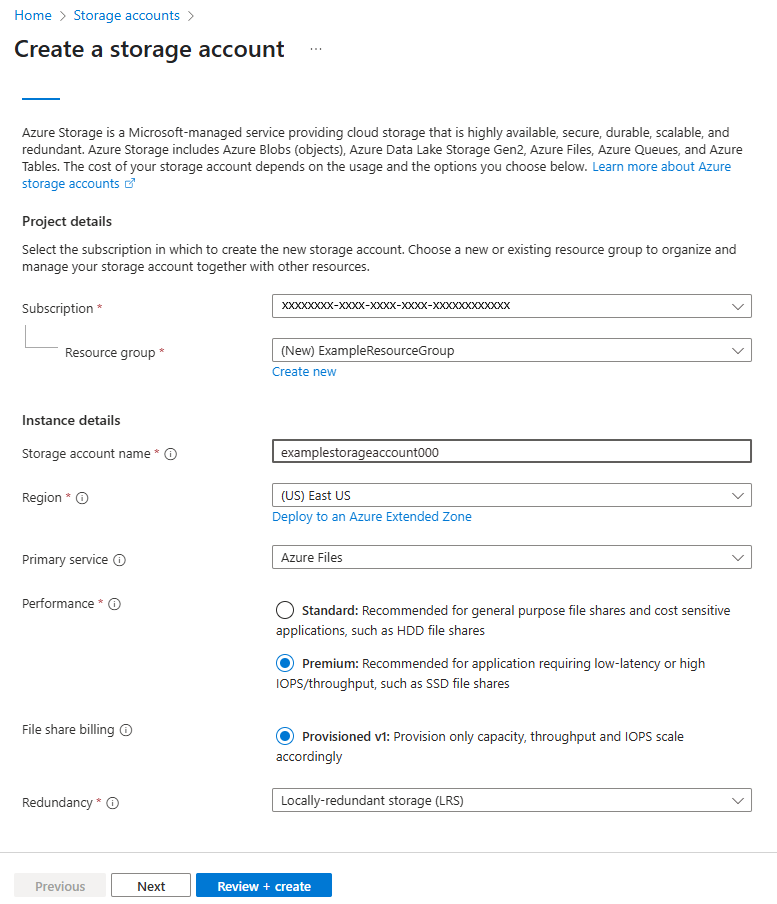 Home > Storage accounts >
Create a storage account ...
Azure Storage is a Microsoft-managed service providing cloud storage that is highly available, secure, durable, scalable, and
redundant. Azure Storage includes Azure Blobs (objects), Azure Data Lake Storage Gen2, Azure Files, Azure Queues, and Azure
Tables. The cost of your storage account depends on the usage and the options you choose below. Learn more about Azure
storage accounts
Project details
Select the subscription in which to create the new storage account. Choose a new or existing resource group to organize and
manage your storage account together with other resources.
Subscription * xxxxxxxx-xxxx-xxxx-xxxx-xxxxxxxxxxxx
Resource group * (New) ExampleResourceGroup
Create new
Instance details
Storage account name * examplestorageaccount000
Region * (US) East US
Deploy to an Azure Extended Zone
Primary service Azure Files
Performance * Standard: Recommended for general purpose file shares and cost sensitive
applications, such as HDD file shares
Premium: Recommended for application requiring low-latency or high
IOPS/throughput, such as SSD file shares
File share billing Provisioned v1: Provision only capacity, throughput and IOPS scale
accordingly
Redundancy * Locally-redundant storage (LRS)
Previous Next Review + create